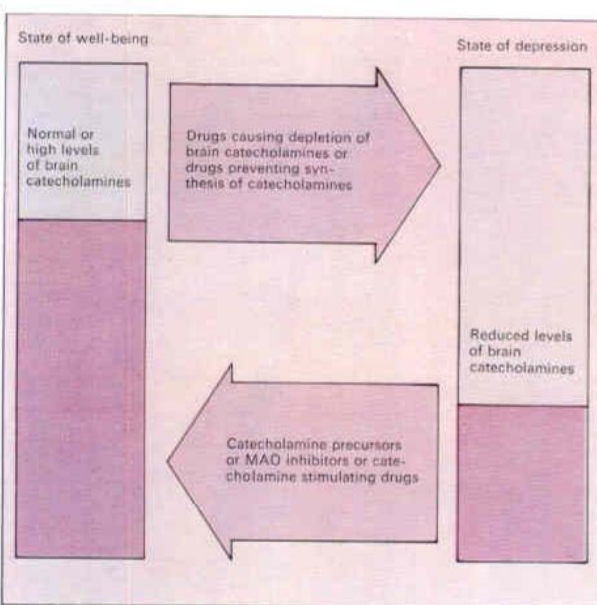 State of well-being
State of depression
Normal or
high levels
of brain
catecholamines
Drugs causing depletion of
brain catecholamines or
drugs preventing syn-
thesis of catecholamines
Reduced levels
of brain
catecholamines
Catecholamine precursors
or MAO inhibitors or cate-
cholamine stimulating drugs